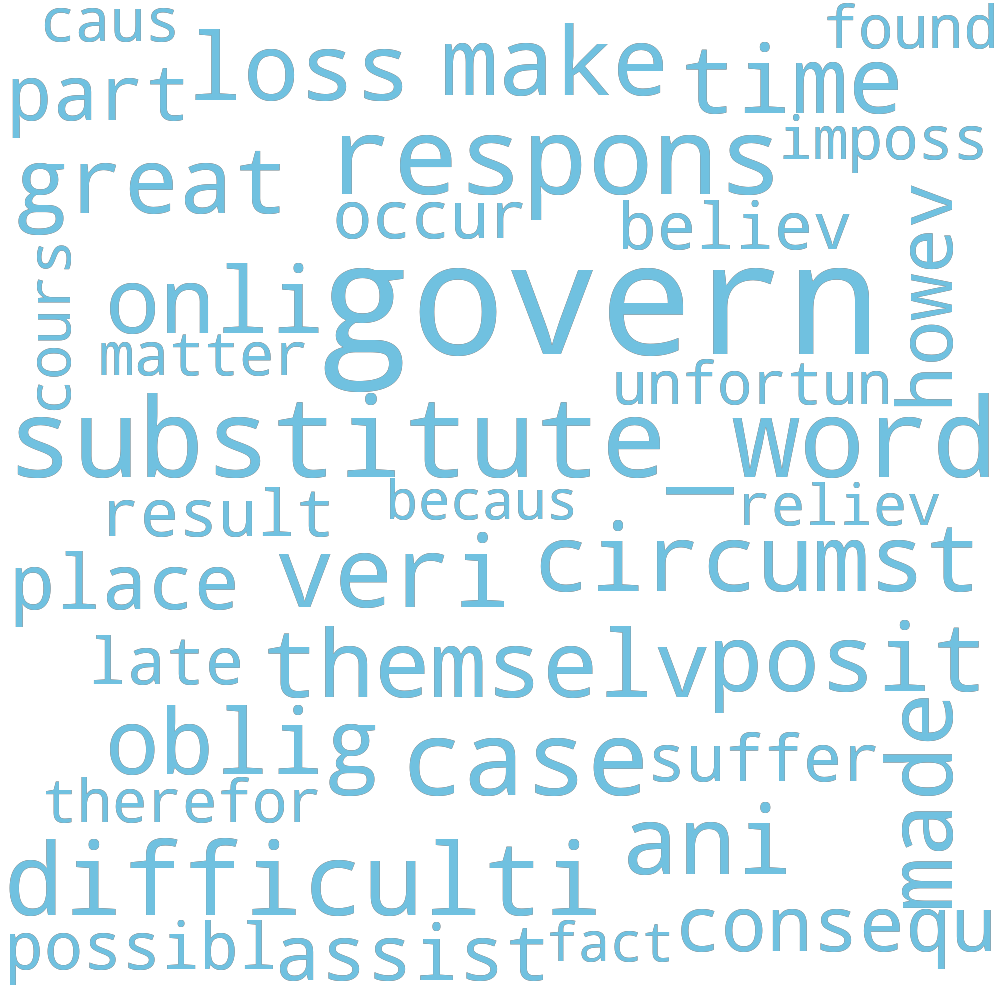 caus
found
part
loss
make
time
imposs
great
respons
occur
believ
howev
cours
onli
govern
matter
unfortun
substitute_word
result
becaus
reliev
place
veri
circumst
late
themselv
posit
oblig
case
suffer
made
therefor
ani
difficulti
consequ
possibl
assist
fact